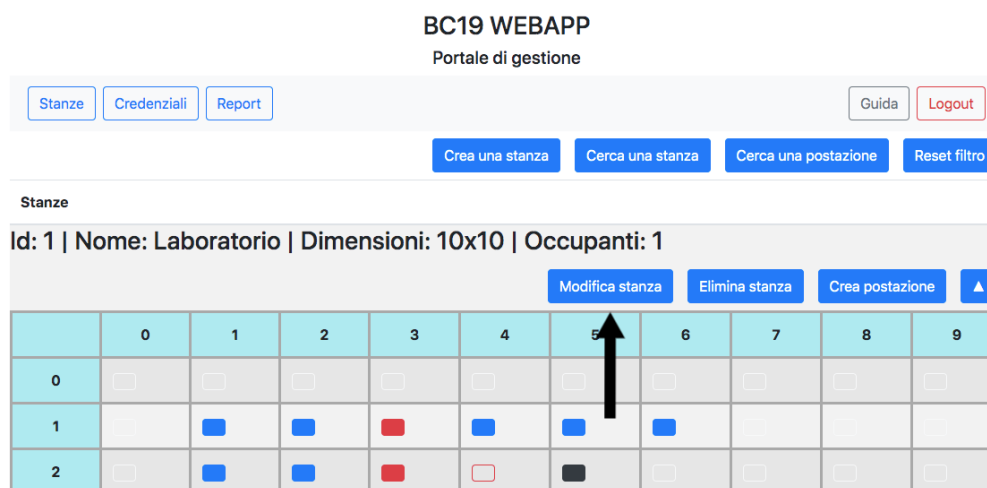 BC19 WEBAPP
Portale di gestione
Stanze Credenziali Report Guida Logout
Crea una stanza Cerca una stanza Cerca una postazione Reset filtro
Stanze
Id: 1 | Nome: Laboratorio | Dimensioni: 10x10 | Occupanti: 1
Modifica stanza Elimina stanza Crea postazione ▲
0 1 2 3 4 5 6 7 8 9
0
1
2